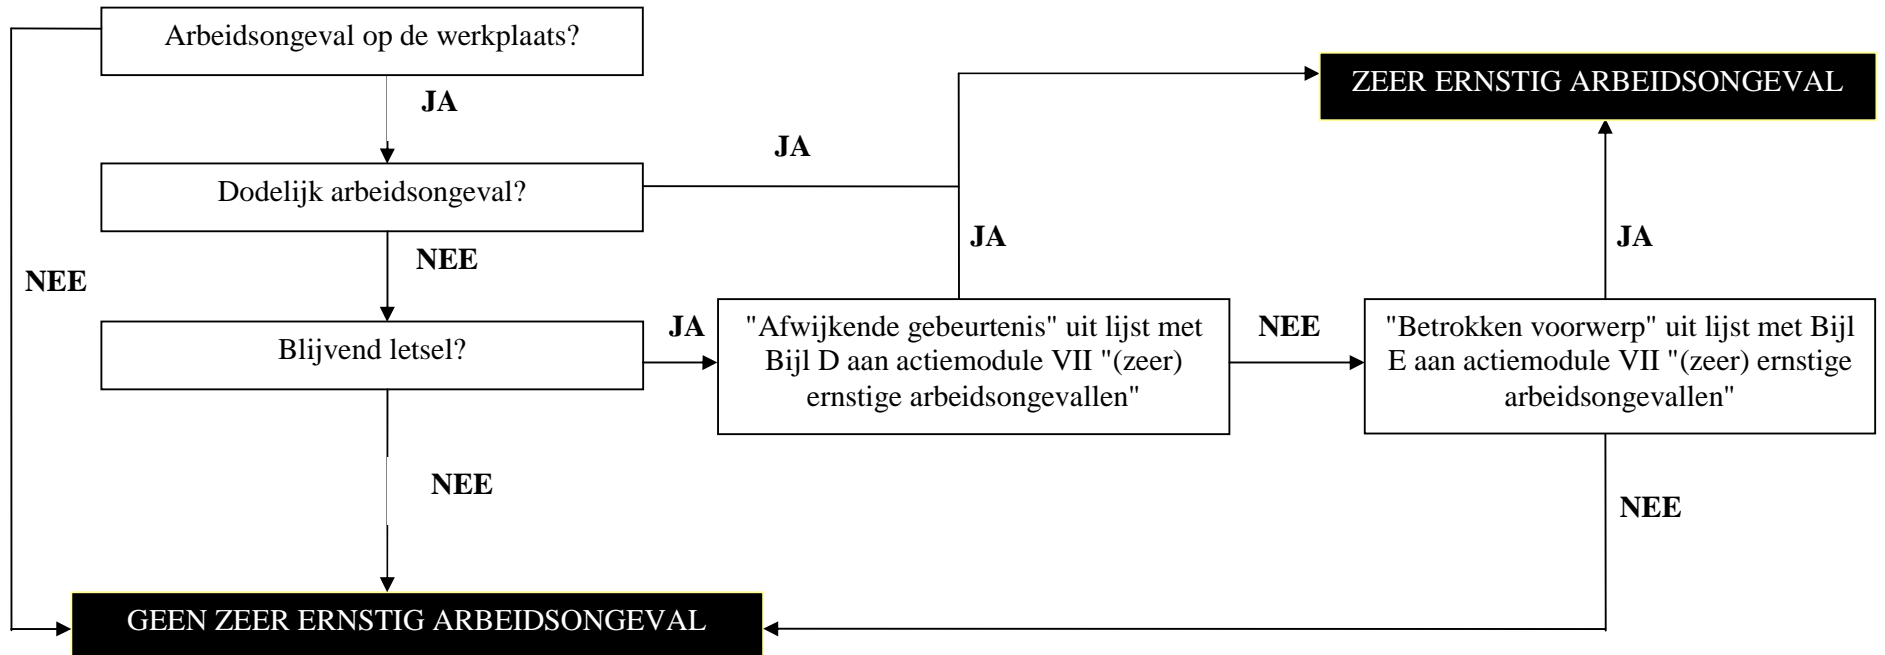 Arbeidsongeval op de werkplaats?
ZEER ERNSTIG ARBEIDSONGEVAL
JA
JA
Dodelijk arbeidsongeval?
JA
JA
NEE
NEE
"Afwijkende gebeurtenis" uit lijst met
Bijl D aan actiemodule VII "(zeer)
ernstige arbeidsongevallen"
"Betrokken voorwerp" uit lijst met Bijl
E aan actiemodule VII "(zeer) ernstige
arbeidsongevallen"
JA
NEE
Blijvend letsel?
NEE
NEE
GEEN ZEER ERNSTIG ARBEIDSONGEVAL